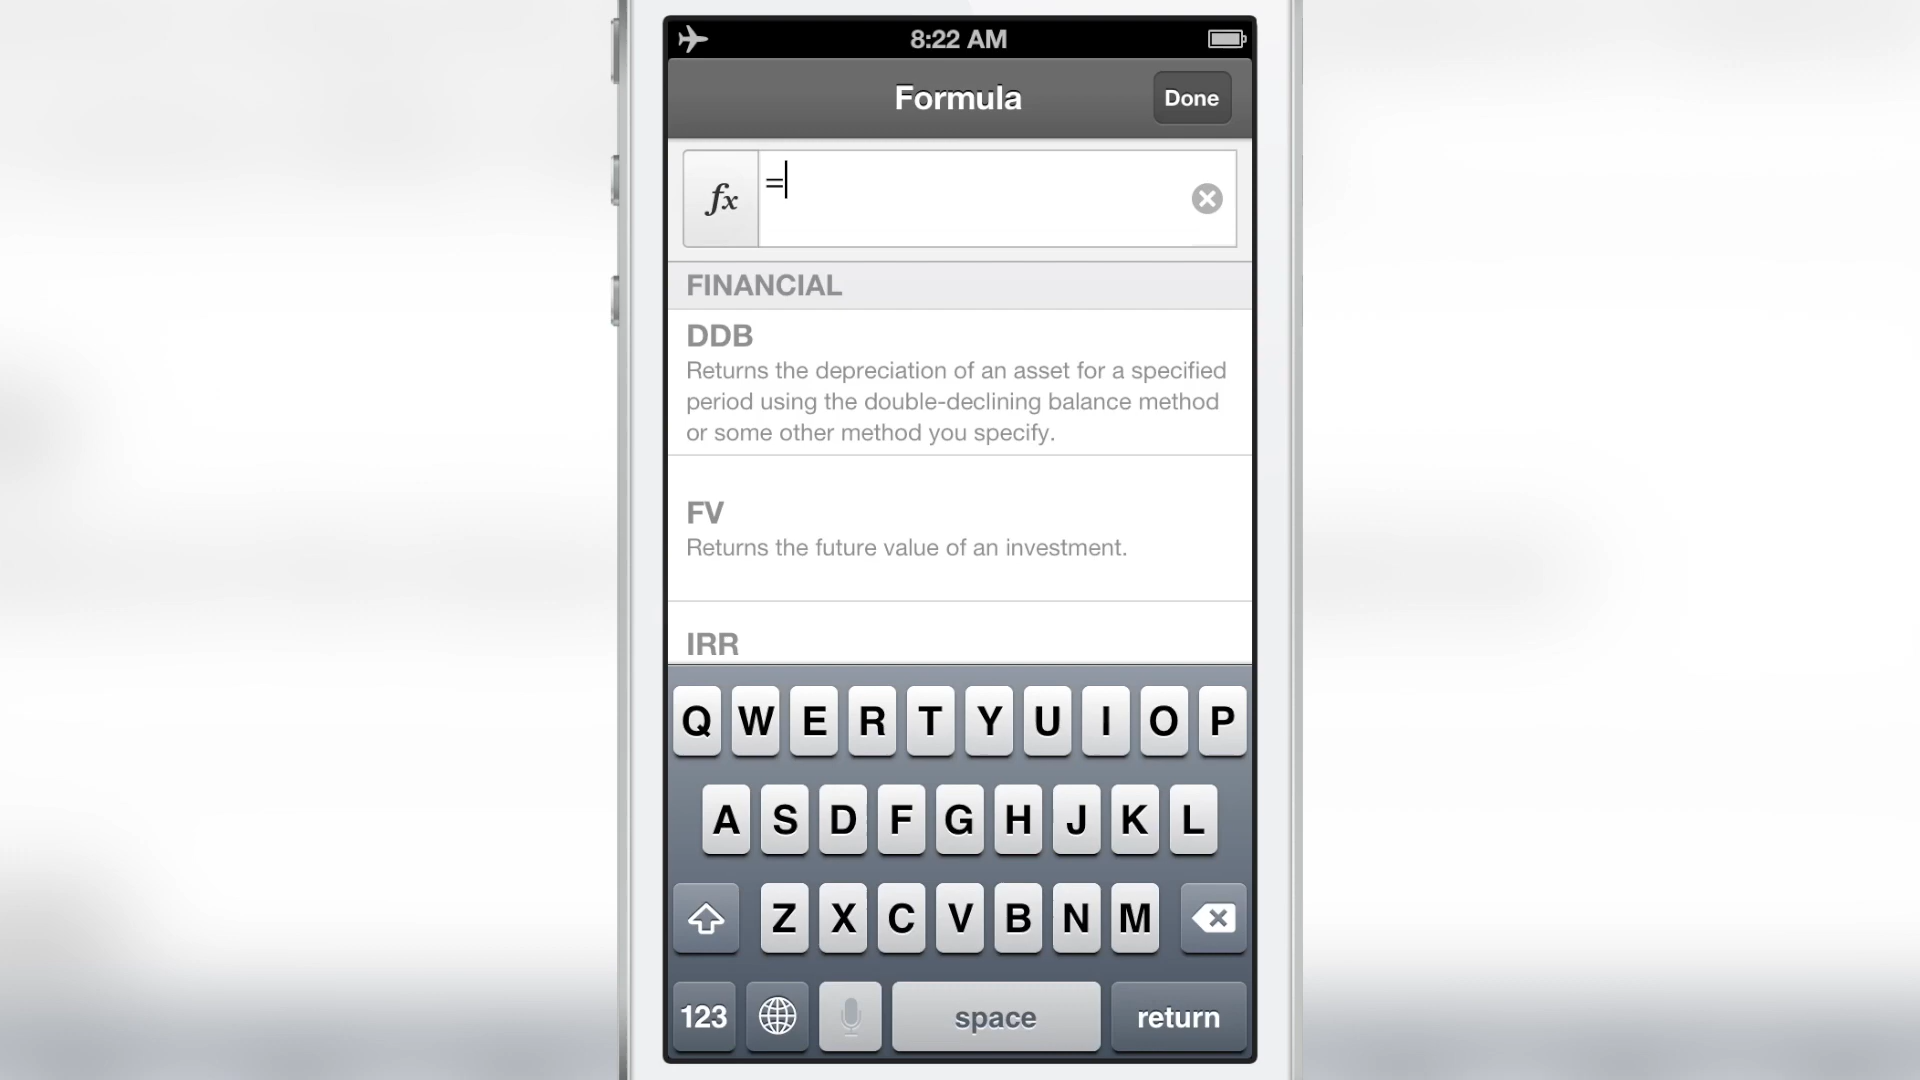 8:22 AM
Formula
Done
fx
=
FINANCIAL
DDB
Returns the depreciation of an asset for a specified
period using the double-declining balance method
or some other method you specify.
FV
Returns the future value of an investment.
IRR
Q W E R T Y U I O P
A S D F G H J K L
Z X C V B N M
123
space
return